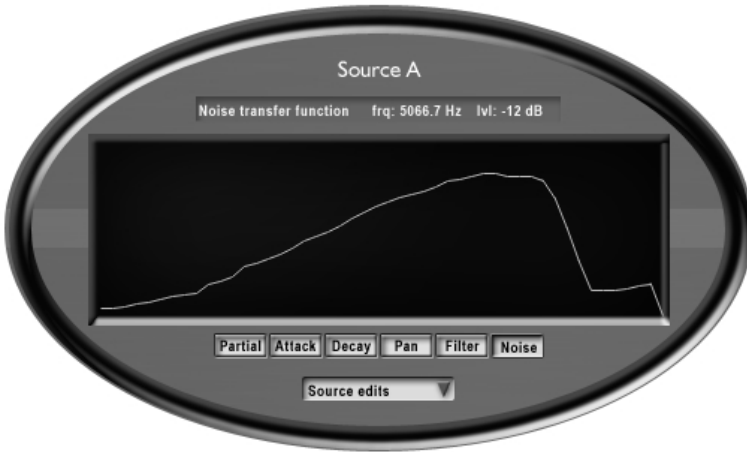 Source A
Noise transfer function frq: 5066.7 Hz lvl: -12 dB
Partial Attack Decay Pan Filter Noise
Source edits